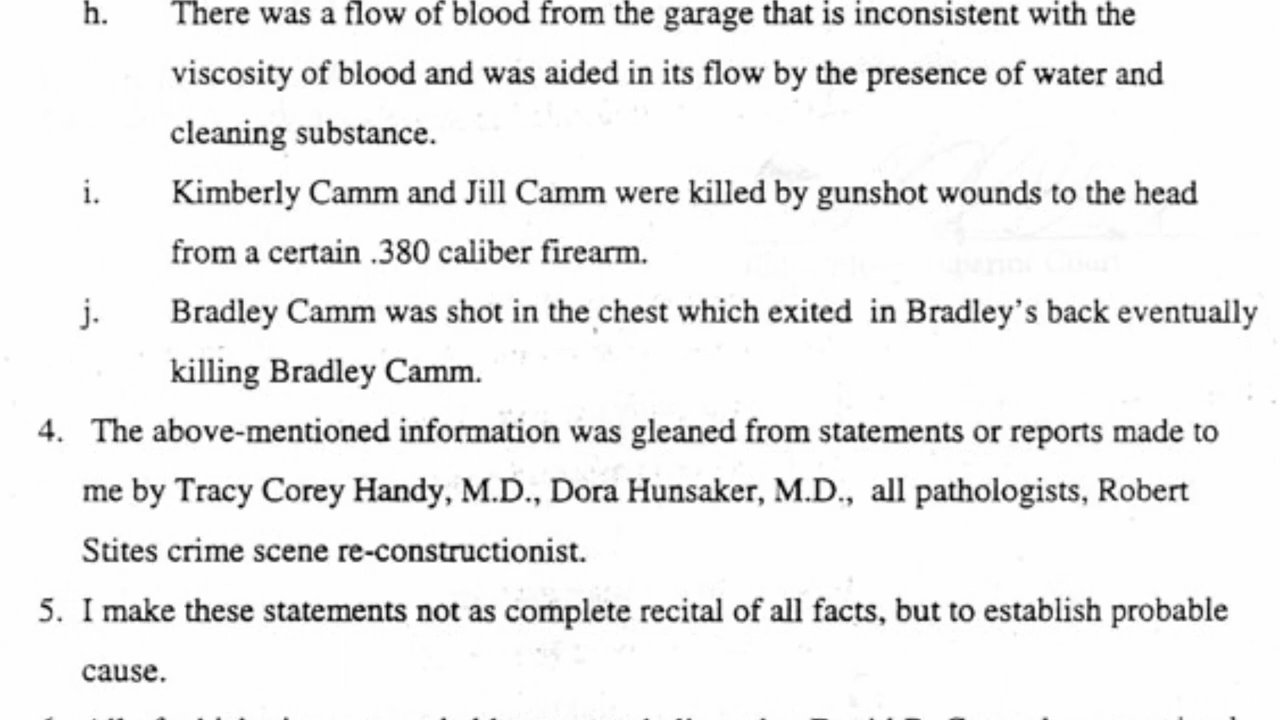 h. There was a flow of blood from the garage that is inconsistent with the
viscosity of blood and was aided in its flow by the presence of water and
cleaning substance.
i. Kimberly Camm and Jill Camm were killed by gunshot wounds to the head
from a certain .380 caliber firearm.
j. Bradley Camm was shot in the chest which exited in Bradley's back eventually
killing Bradley Camm.
4. The above-mentioned information was gleaned from statements or reports made to
me by Tracy Corey Handy, M.D., Dora Hunsaker, M.D., all pathologists, Robert
Stites crime scene re-constructionist.
5. I make these statements not as complete recital of all facts, but to establish probable
cause.